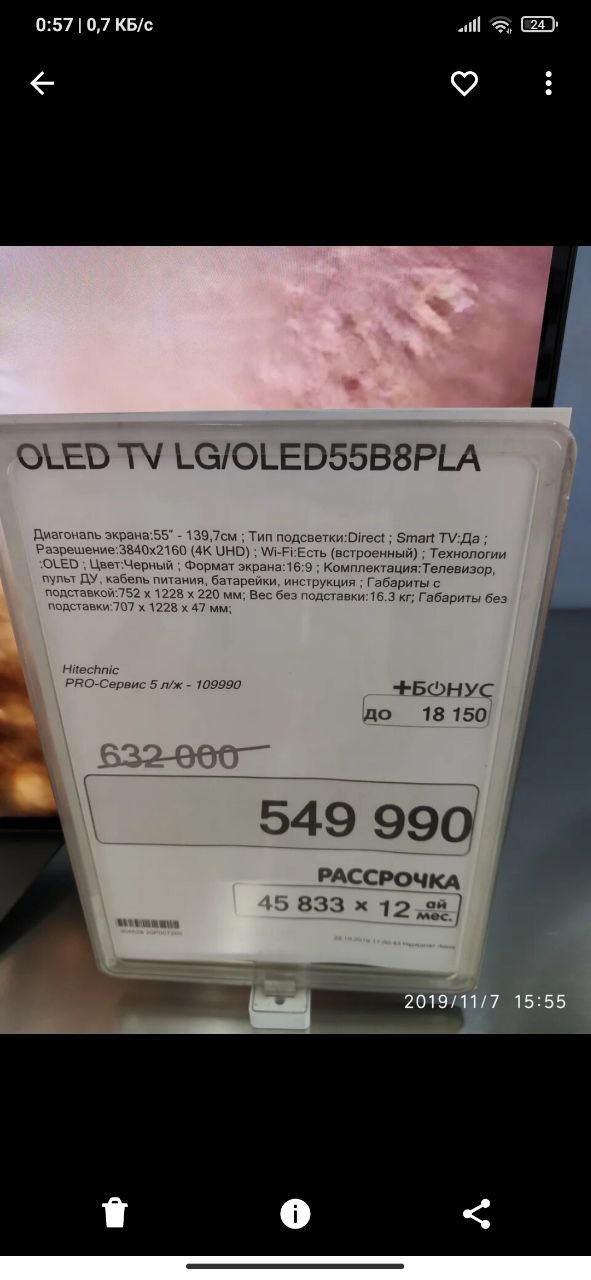 0:57 | 0,7 КБ/с
24
OLED TV LG/OLED55B8PLA
Диагональ экрана:55" - 139,7см ; Тип подсветки:Direct ; Smart TV:Да ;
Разрешение:3840x2160 (4K UHD) ; Wi-Fi:Есть (встроенный) ; Технологии
:OLED ; Цвет:Черный ; Формат экрана:16:9 ; Комплектация:Телевизор,
пульт ДУ, кабель питания, батарейки, инструкция ; Габариты с
подставкой:752 x 1228 x 220 мм; Вес без подставки:16.3 кг; Габариты без
подставки:707 x 1228 x 47 мм;
Hitechnic
PRO-Сервис 5 л/ж - 109990
+БОНУС
до 18 150
632 000
549 990
РАССРОЧКА
45 833 x 12 ай
мес.
2019/11/7 15:55